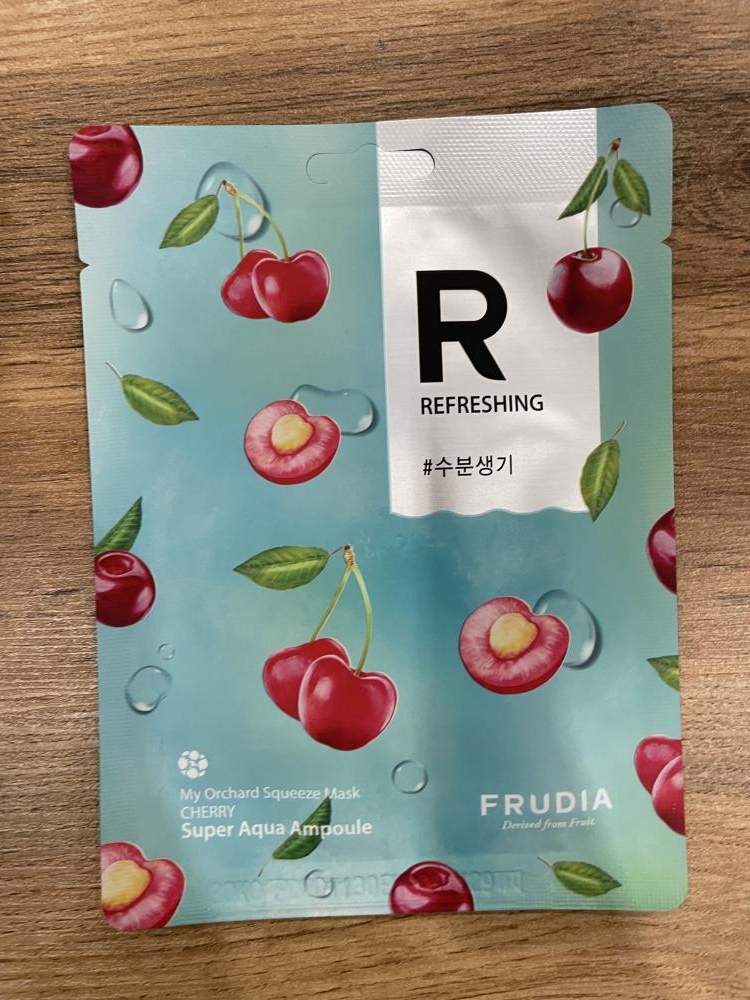 R
REFRESHING
#수분생기
My Orchard Squeeze Mask
CHERRY
Super Aqua Ampoule
FRUDIA
Derived from Fruit